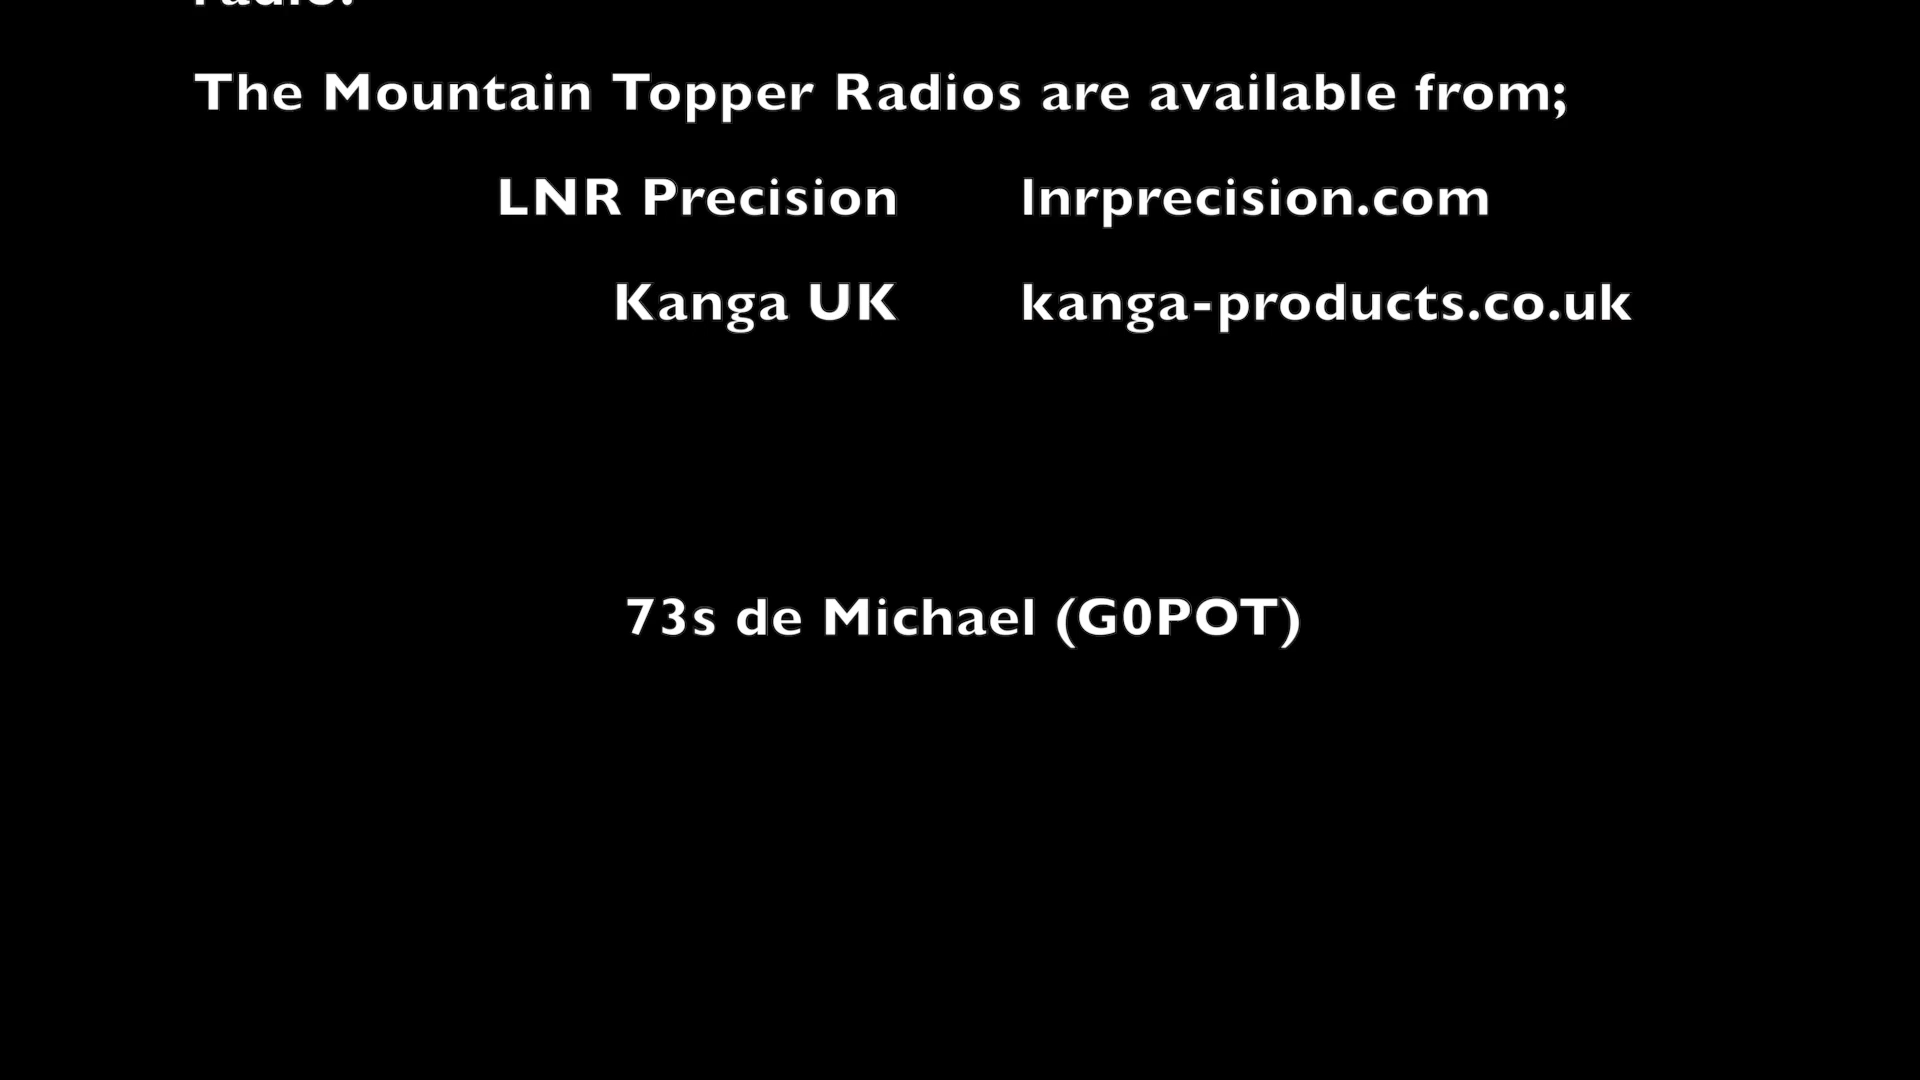 radio.
The Mountain Topper Radios are available from;
LNR Precision lnrprecision.com
Kanga UK kanga-products.co.uk
73s de Michael (G0POT)